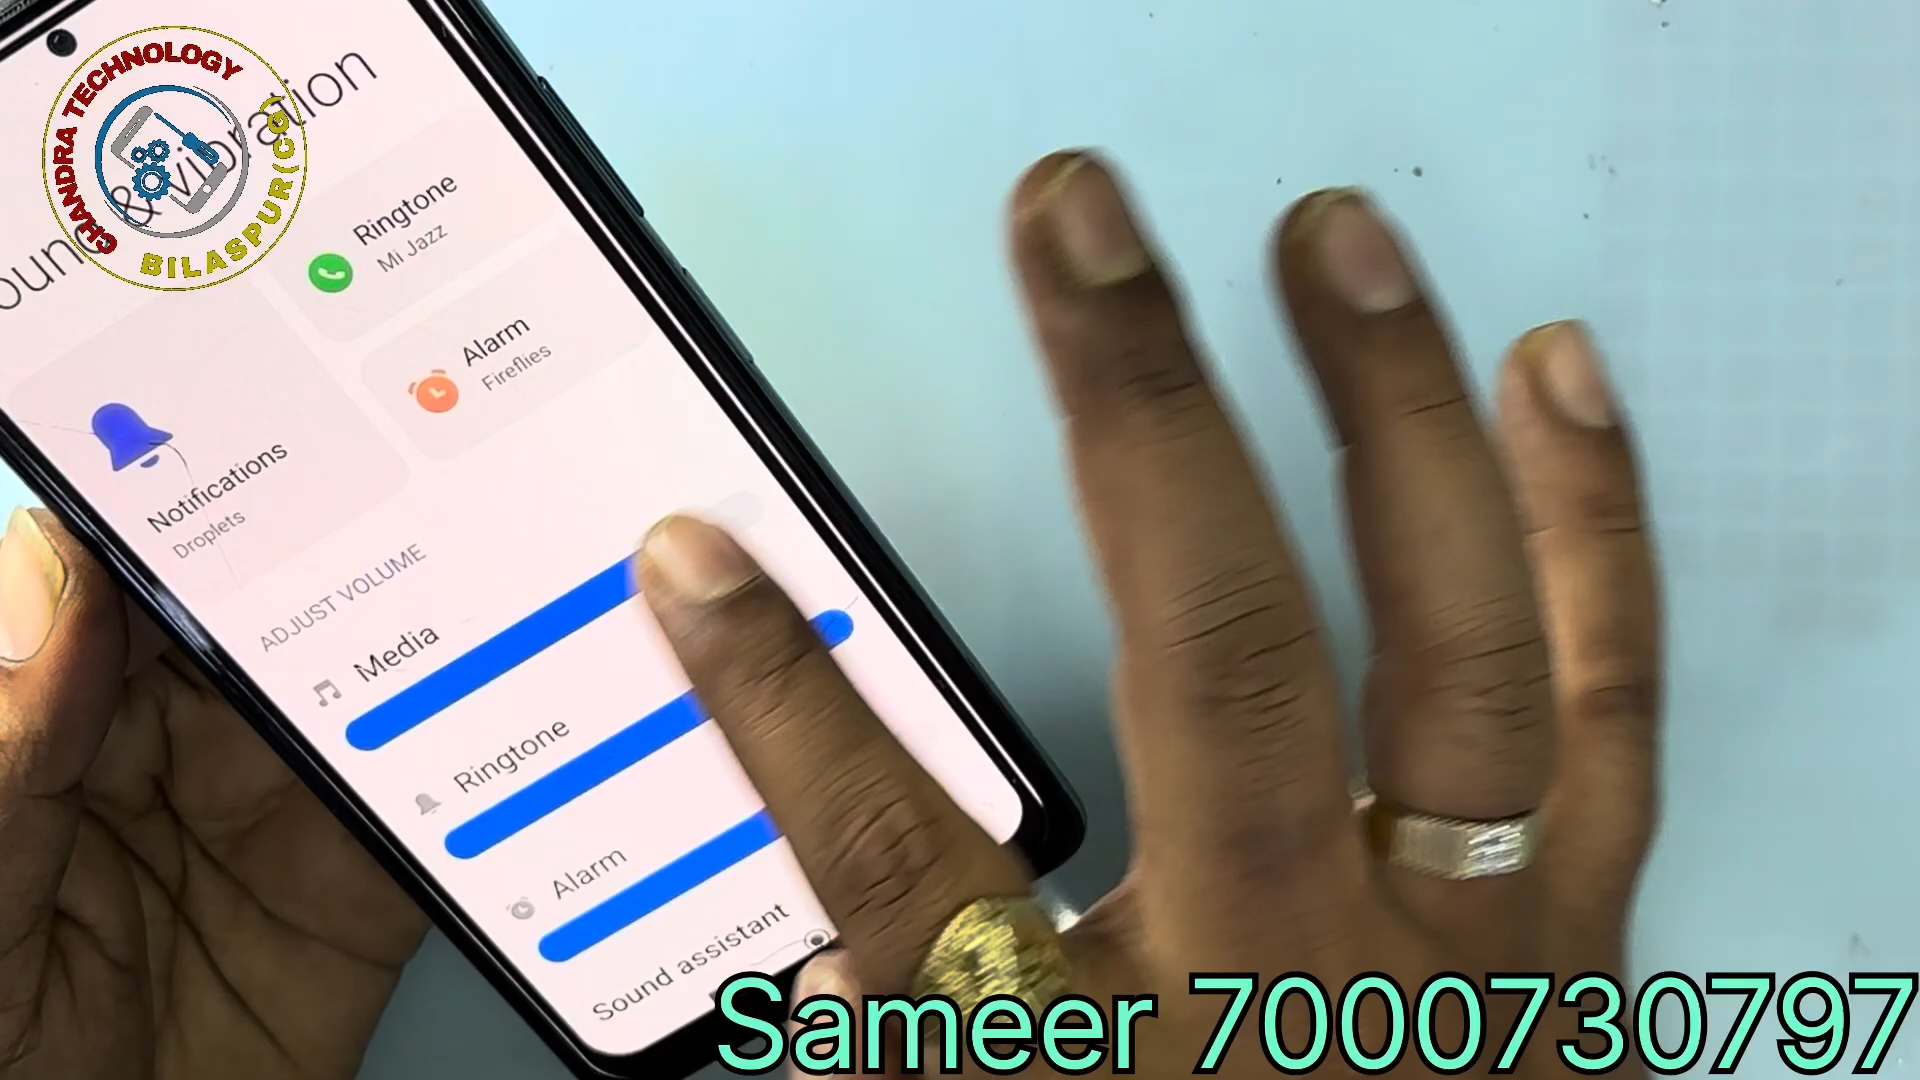 CHANDRA TECHNOLOGY
BILASPUR(CG)
& vibration
Ringtone
Mi Jazz
Alarm
Fireflies
Notifications
Droplets
ADJUST VOLUME
Media
Ringtone
Alarm
Sound assistant
Sameer 7000730797